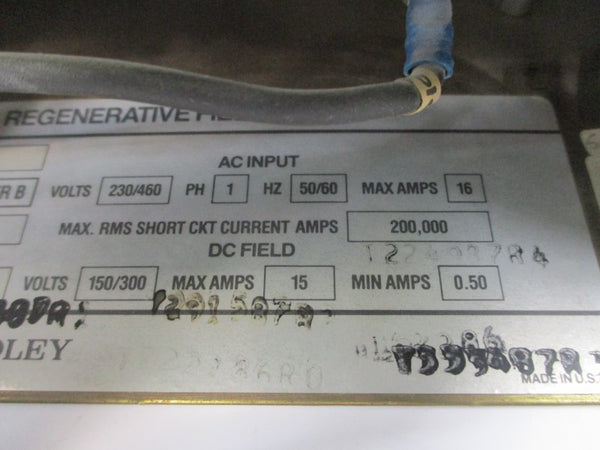 REGENERATIVE
AC INPUT
R B VOLTS 230/460 PH 1 HZ 50/60 MAX AMPS 16
MAX. RMS SHORT CKT CURRENT AMPS 200,000
DC FIELD
VOLTS 150/300 MAX AMPS 15 MIN AMPS 0.50
DLEY
MADE IN U.S.